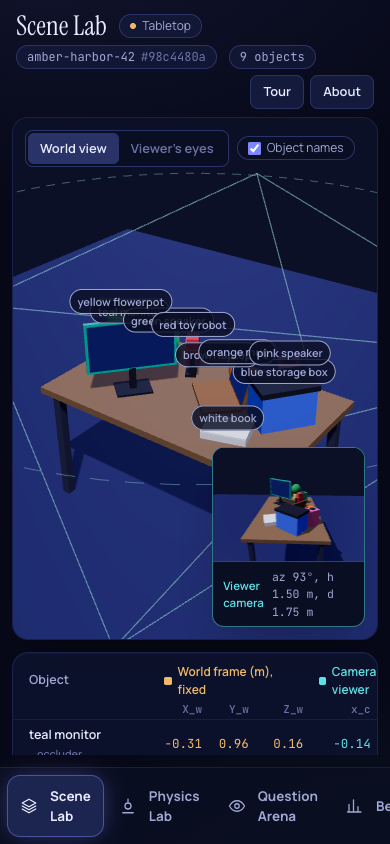 Scene Lab
Tabletop
amber-harbor-42 #98c4480a
9 objects
Tour
About
World view
Viewer's eyes
Object names
yellow flowerpot
red toy robot
pink speaker
blue storage box
white book
Viewer camera
az 93°, h
1.50 m, d
1.75 m
Object
World frame (m), fixed
Camera
viewer
X_w Y_w Z_w x_c
teal monitor
-0.31 0.96 0.16 -0.14
occluder
Scene Lab
Physics Lab
Question Arena